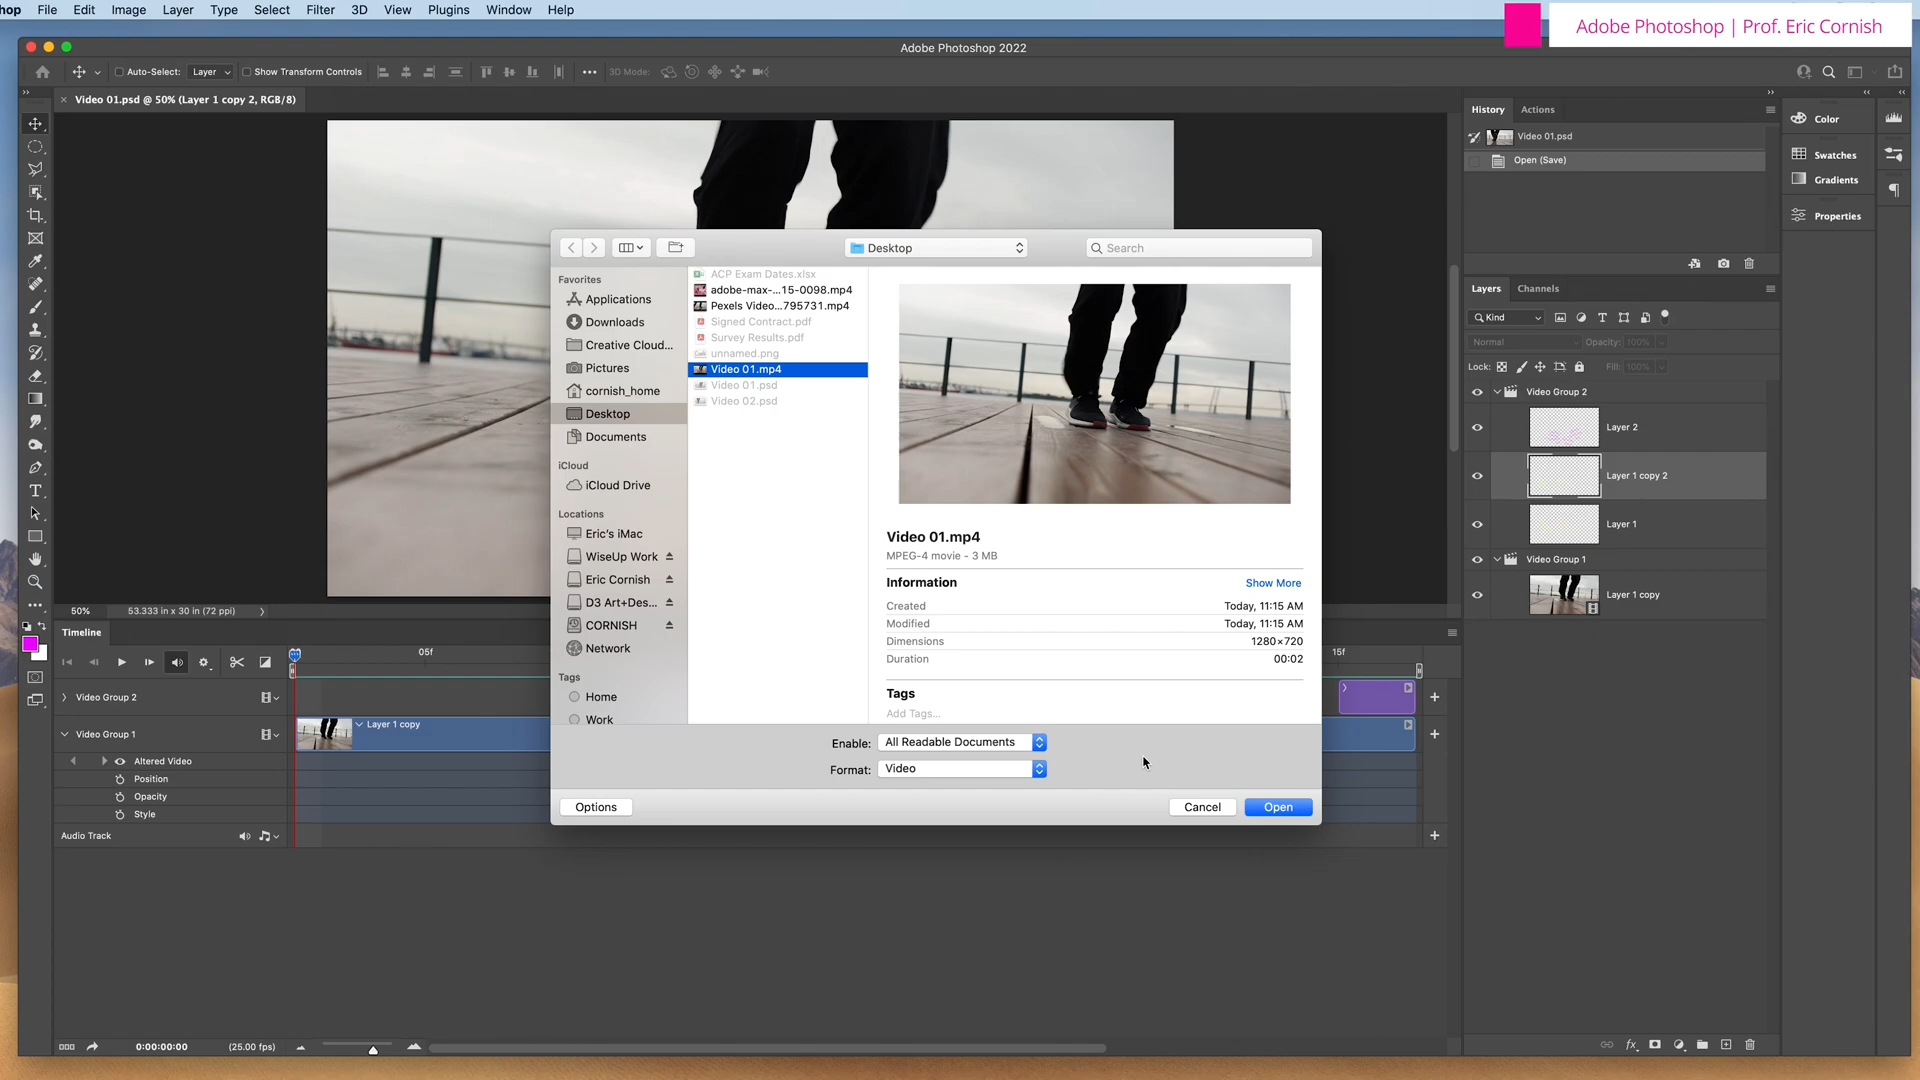 hop File Edit Image Layer Type Select Filter 3D View Plugins Window Help
Adobe Photoshop | Prof. Eric Cornish
Adobe Photoshop 2022
Auto-Select: Layer Show Transform Controls 3D Mode:
Video 01.psd @ 50% (Layer 1 copy 2, RGB/8)
History Actions
Video 01.psd
Open (Save)
Color
Swatches
Gradients
Properties
Desktop
Search
Favorites
Applications
Downloads
Creative Cloud...
Pictures
cornish_home
Desktop
Documents
iCloud
iCloud Drive
Locations
Eric's iMac
WiseUp Work
Eric Cornish
D3 Art+Des...
CORNISH
Network
Tags
Home
Work
ACP Exam Dates.xlsx
adobe-max-...15-0098.mp4
Pexels Video...795731.mp4
Signed Contract.pdf
Survey Results.pdf
unnamed.png
Video 01.mp4
Video 01.psd
Video 02.psd
Video 01.mp4
MPEG-4 movie - 3 MB
Information Show More
Created Today, 11:15 AM
Modified Today, 11:15 AM
Dimensions 1280×720
Duration 00:02
Tags
Add Tags...
Enable: All Readable Documents
Format: Video
Options Cancel Open
Layers Channels
Kind
Normal Opacity: 100%
Lock: Fill: 100%
Video Group 2
Layer 2
Layer 1 copy 2
Layer 1
Video Group 1
Layer 1 copy
50% 53.333 in x 30 in (72 ppi)
Timeline
05f 15f
Video Group 2
Video Group 1 Layer 1 copy
Altered Video
Position
Opacity
Style
Audio Track
0:00:00:00 (25.00 fps)